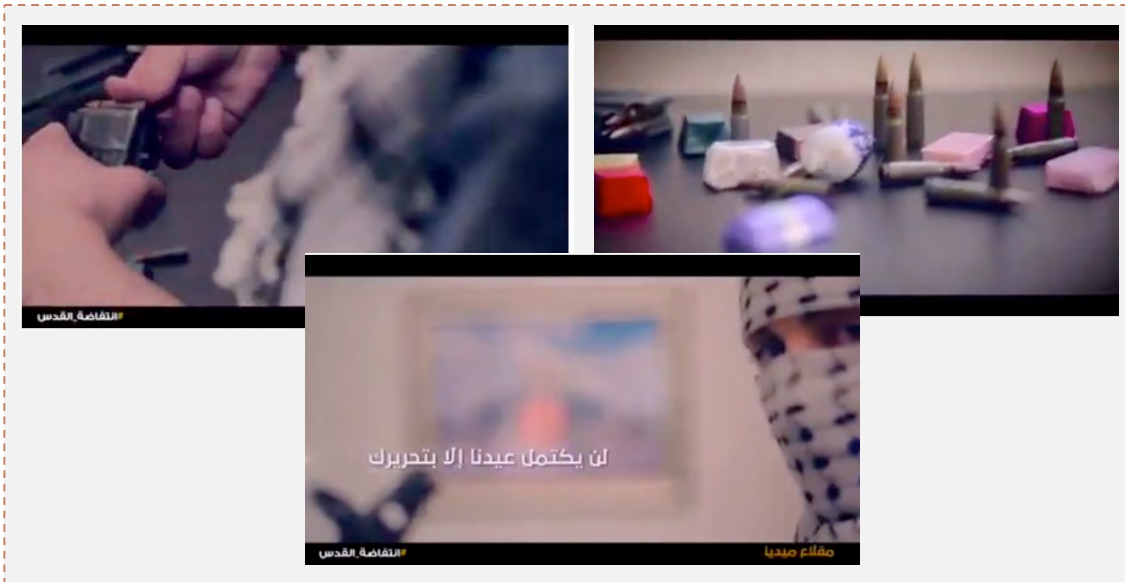 #انتفاضة_القدس
لن يكتمل عيدنا إلا بتحريرك
مقلاع ميديا
#انتفاضة_القدس